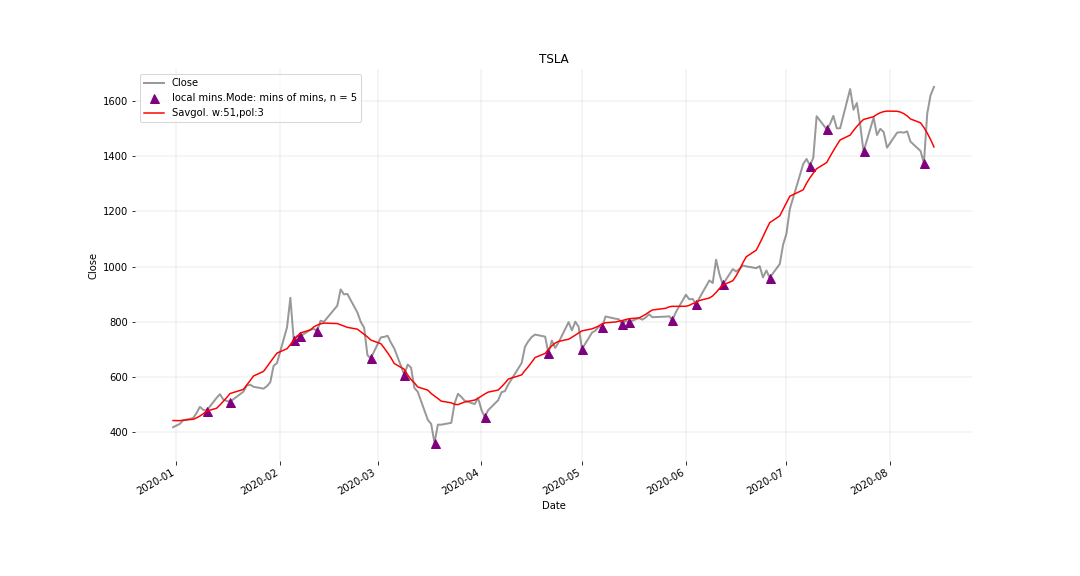 TSLA
Close
local mins.Mode: mins of mins, n = 5
Savgol. w:51,pol:3
1600
1400
1200
1000
800
600
400
Close
2020-01
2020-02
2020-03
2020-04
2020-05
2020-06
2020-07
2020-08
Date